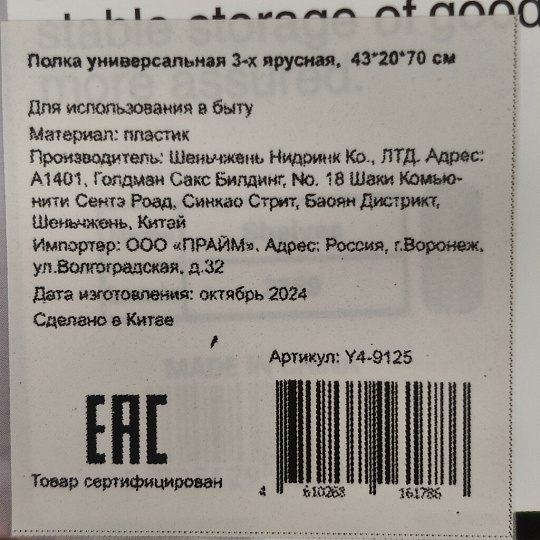 stable storage of good
more assured.
Полка универсальная 3-х ярусная, 43*20*70 см
Для использования в быту
Материал: пластик
Производитель: Шеньчжень Нидринк Ко., ЛТД. Адрес:
А1401, Голдман Сакс Билдинг, No. 18 Шаки Комью-
нити Сентэ Роад, Синкао Стрит, Баоян Дистрикт,
Шеньчжень, Китай
Импортер: ООО «ПРАЙМ». Адрес: Россия, г.Воронеж,
ул.Волгоградская, д.32
Дата изготовления: октябрь 2024
Сделано в Китае
Артикул: Y4-9125
ЕАС
Товар сертифицирован
4 610268 161786